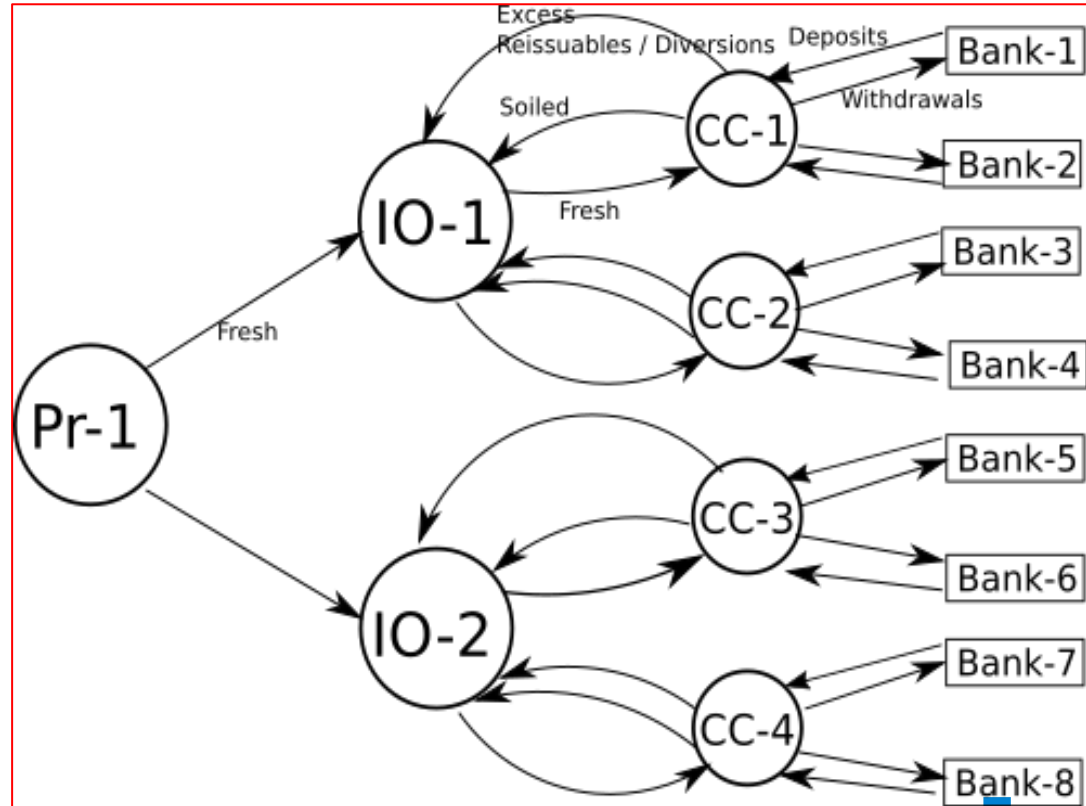 Excess
Reissuables / Diversions
Deposits
Bank-1
Withdrawals
Soiled
CC-1
Bank-2
IO-1
Fresh
Bank-3
CC-2
Fresh
Bank-4
Pr-1
Bank-5
CC-3
Bank-6
IO-2
Bank-7
CC-4
Bank-8